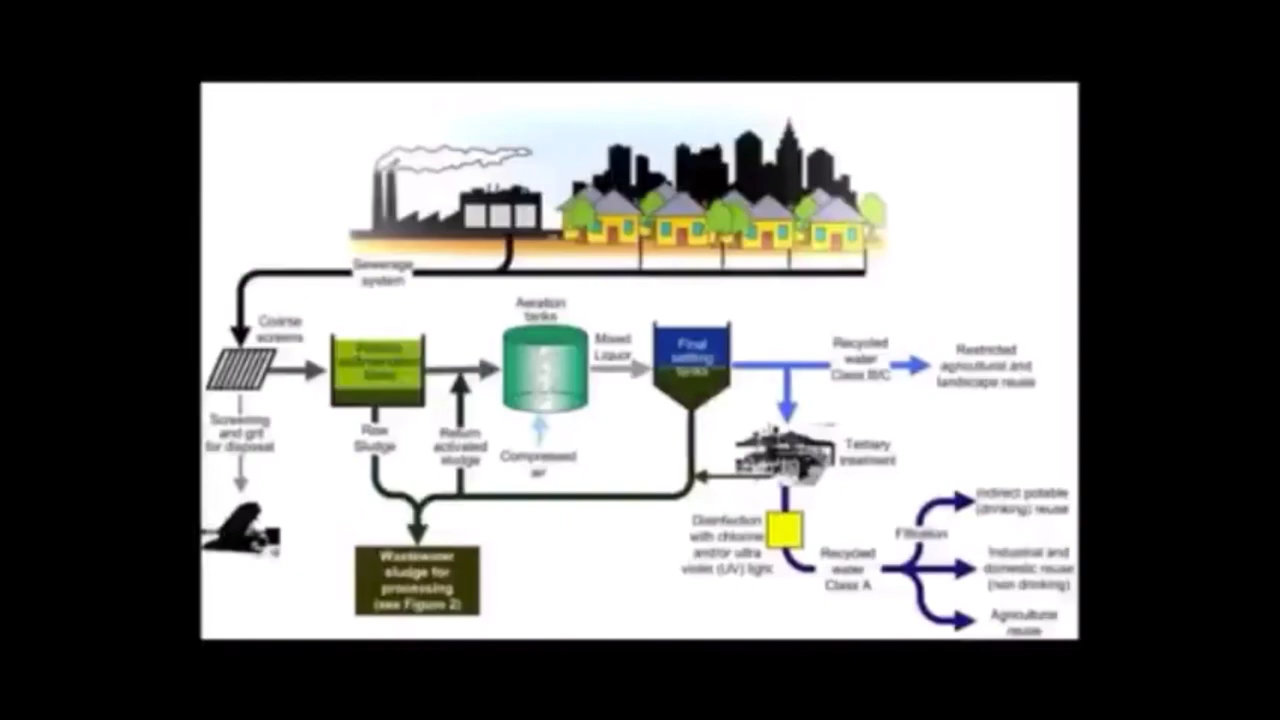 Sewerage
system
Coarse
screens
Screening
and grit
for disposal
Raw
Sludge
Return
activated
sludge
Aeration
tanks
Compressed
air
Mixed
Liquor
Final
settling
tanks
Recycled
water
Class B/C
Restricted
agricultural and
landscape reuse
Tertiary
treatment
Disinfection
with chlorine
and/or ultra
violet (UV) light
Recycled
water
Class A
Filtration
Indirect potable
(drinking) reuse
Industrial and
domestic reuse
(non drinking)
Agricultural
reuse
Wastewater
sludge for
processing
(see Figure 2)